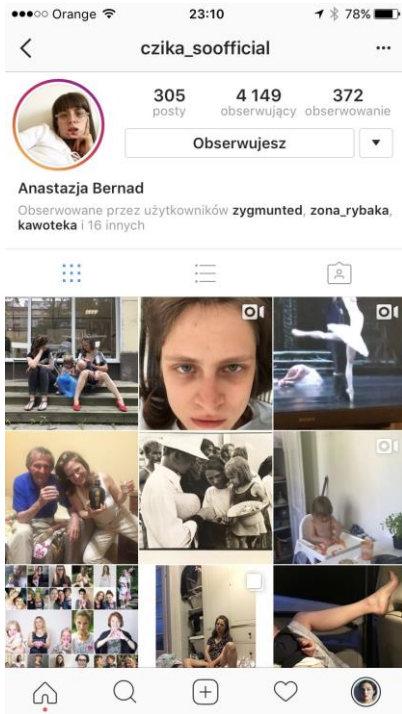 Orange 23:10 78%
czika_soofficial
305 4 149 372
posty obserwujący obserwowanie
Obserwujesz
Anastazja Bernad
Obserwowane przez użytkowników zygmunted, zona_rybaka,
kawoteka i 16 innych
SONY